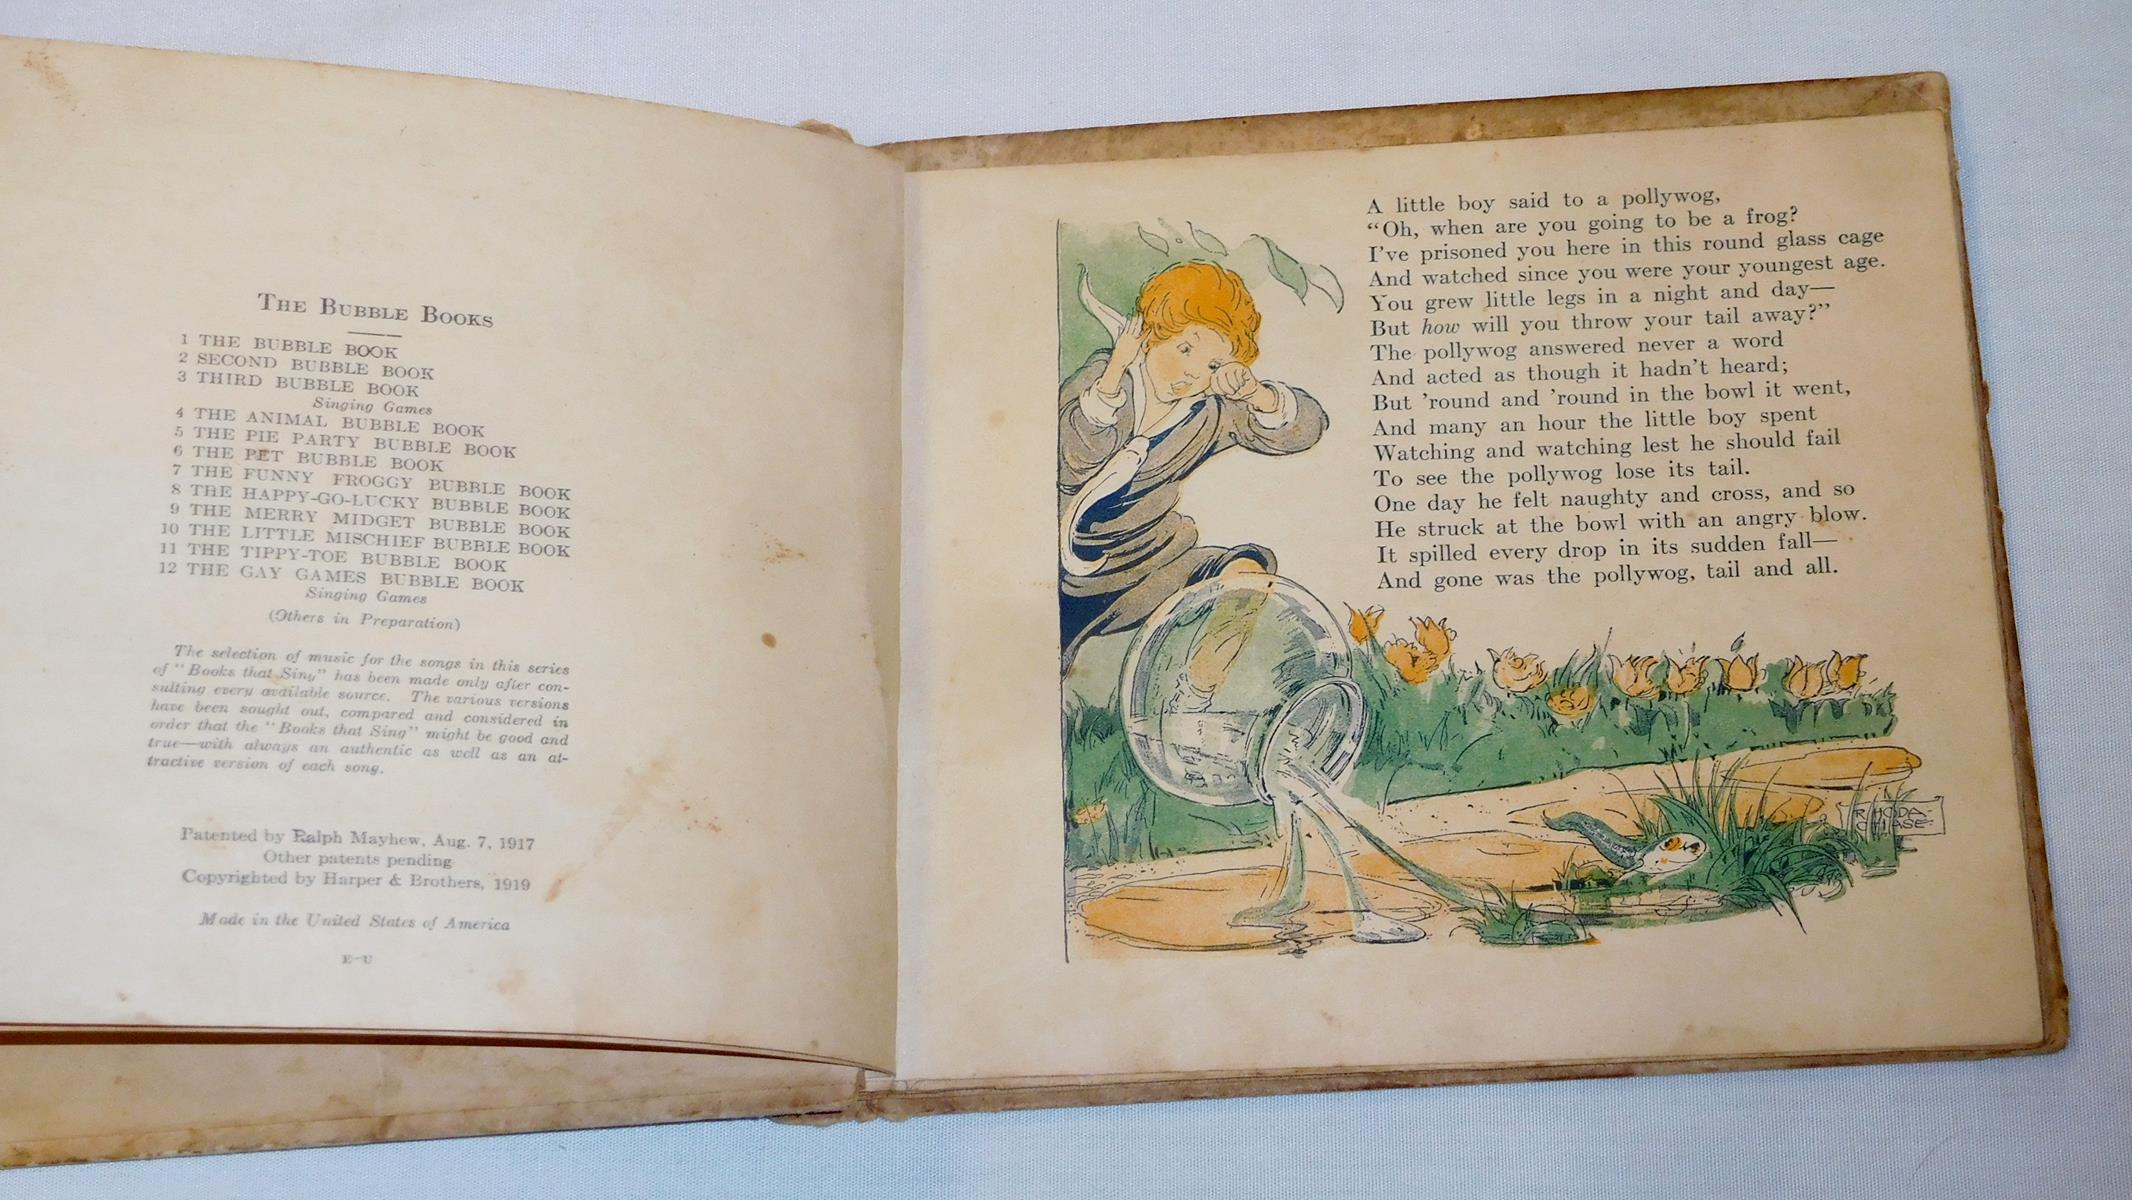 THE BUBBLE BOOKS
1 THE BUBBLE BOOK
2 SECOND BUBBLE BOOK
3 THIRD BUBBLE BOOK
Singing Games
4 THE ANIMAL BUBBLE BOOK
5 THE PIE PARTY BUBBLE BOOK
6 THE PET BUBBLE BOOK
7 THE FUNNY FROGGY BUBBLE BOOK
8 THE HAPPY-GO-LUCKY BUBBLE BOOK
9 THE MERRY MIDGET BUBBLE BOOK
10 THE LITTLE MISCHIEF BUBBLE BOOK
11 THE TIPPY-TOE BUBBLE BOOK
12 THE GAY GAMES BUBBLE BOOK
Singing Games
(Others in Preparation)
The selection of music for the songs in this series
of "Books that Sing" has been made only after con-
sulting every available source. The various versions
have been sought out, compared and considered in
order that the "Books that Sing" might be good and
true—with always an authentic as well as an at-
tractive version of each song.
Patented by Ralph Mayhew, Aug. 7, 1917
Other patents pending
Copyrighted by Harper & Brothers, 1919
Made in the United States of America
E-U
A little boy said to a pollywog,
"Oh, when are you going to be a frog?
I've prisoned you here in this round glass cage
And watched since you were your youngest age.
You grew little legs in a night and day—
But how will you throw your tail away?"
The pollywog answered never a word
And acted as though it hadn't heard;
But 'round and 'round in the bowl it went,
And many an hour the little boy spent
Watching and watching lest he should fail
To see the pollywog lose its tail.
One day he felt naughty and cross, and so
He struck at the bowl with an angry blow.
It spilled every drop in its sudden fall—
And gone was the pollywog, tail and all.
RHODA
CHASE